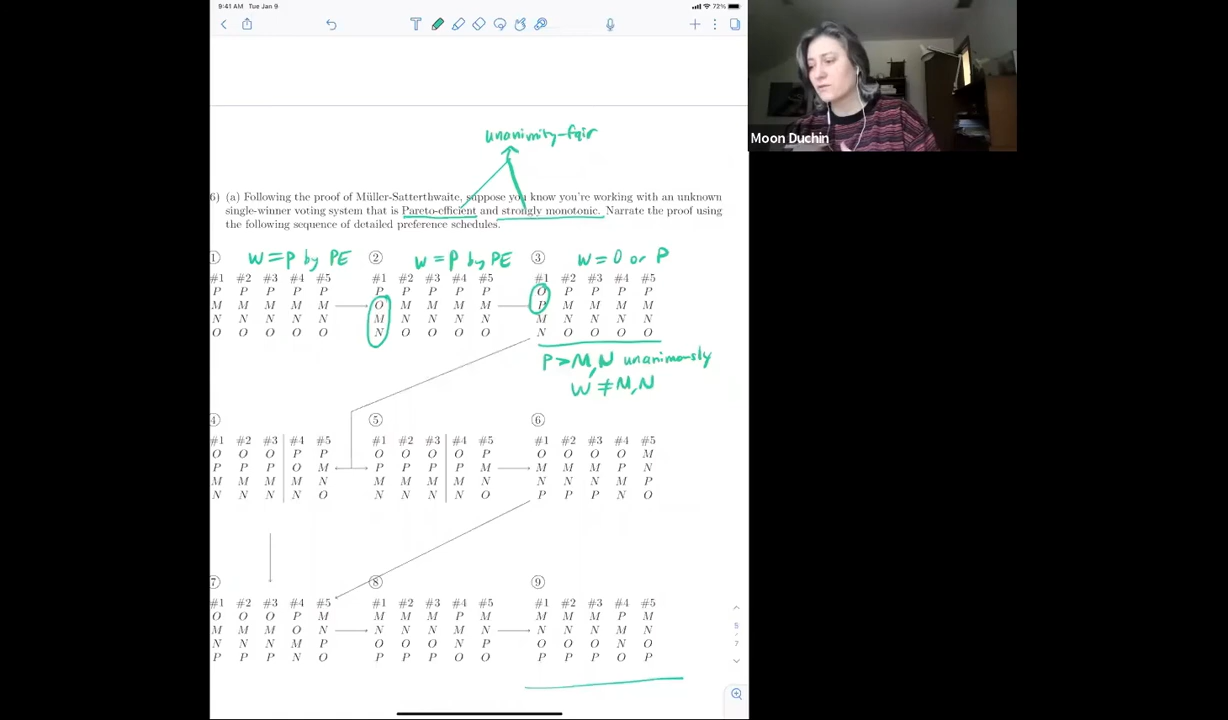 9:41 AM Tue Jan 9
72%
T
Moon Duchin
unanimity-fair
6) (a) Following the proof of Müller-Satterthwaite, suppose you know you're working with an unknown
single-winner voting system that is Pareto-efficient and strongly monotonic. Narrate the proof using
the following sequence of detailed preference schedules.
① W=P by PE ② W=P by PE ③ W=O or P
#1 #2 #3 #4 #5 #1 #2 #3 #4 #5 #1 #2 #3 #4 #5
P P P P P P P P P P O P P P P
M M M M M O M M M M P M M M M
N N N N N M N N N N M N N N N
O O O O O N O O O O N O O O O
P>M,N unanimously
W≠M,N
④ ⑤ ⑥
#1 #2 #3 #4 #5 #1 #2 #3 #4 #5 #1 #2 #3 #4 #5
O O O P P O O O O P O O O O M
P P P O M P P P P M M M M P N
M M M M N M M M M N N N N M P
N N N N O N N N N O P P P N O
⑦ ⑧ ⑨
#1 #2 #3 #4 #5 #1 #2 #3 #4 #5 #1 #2 #3 #4 #5
O O O P M M M M P M M M M P M
M M M O N N N N M N N N N M N
N N N M P O O O N P O O O N O
P P P N O P P P O O P P P O P
5
7